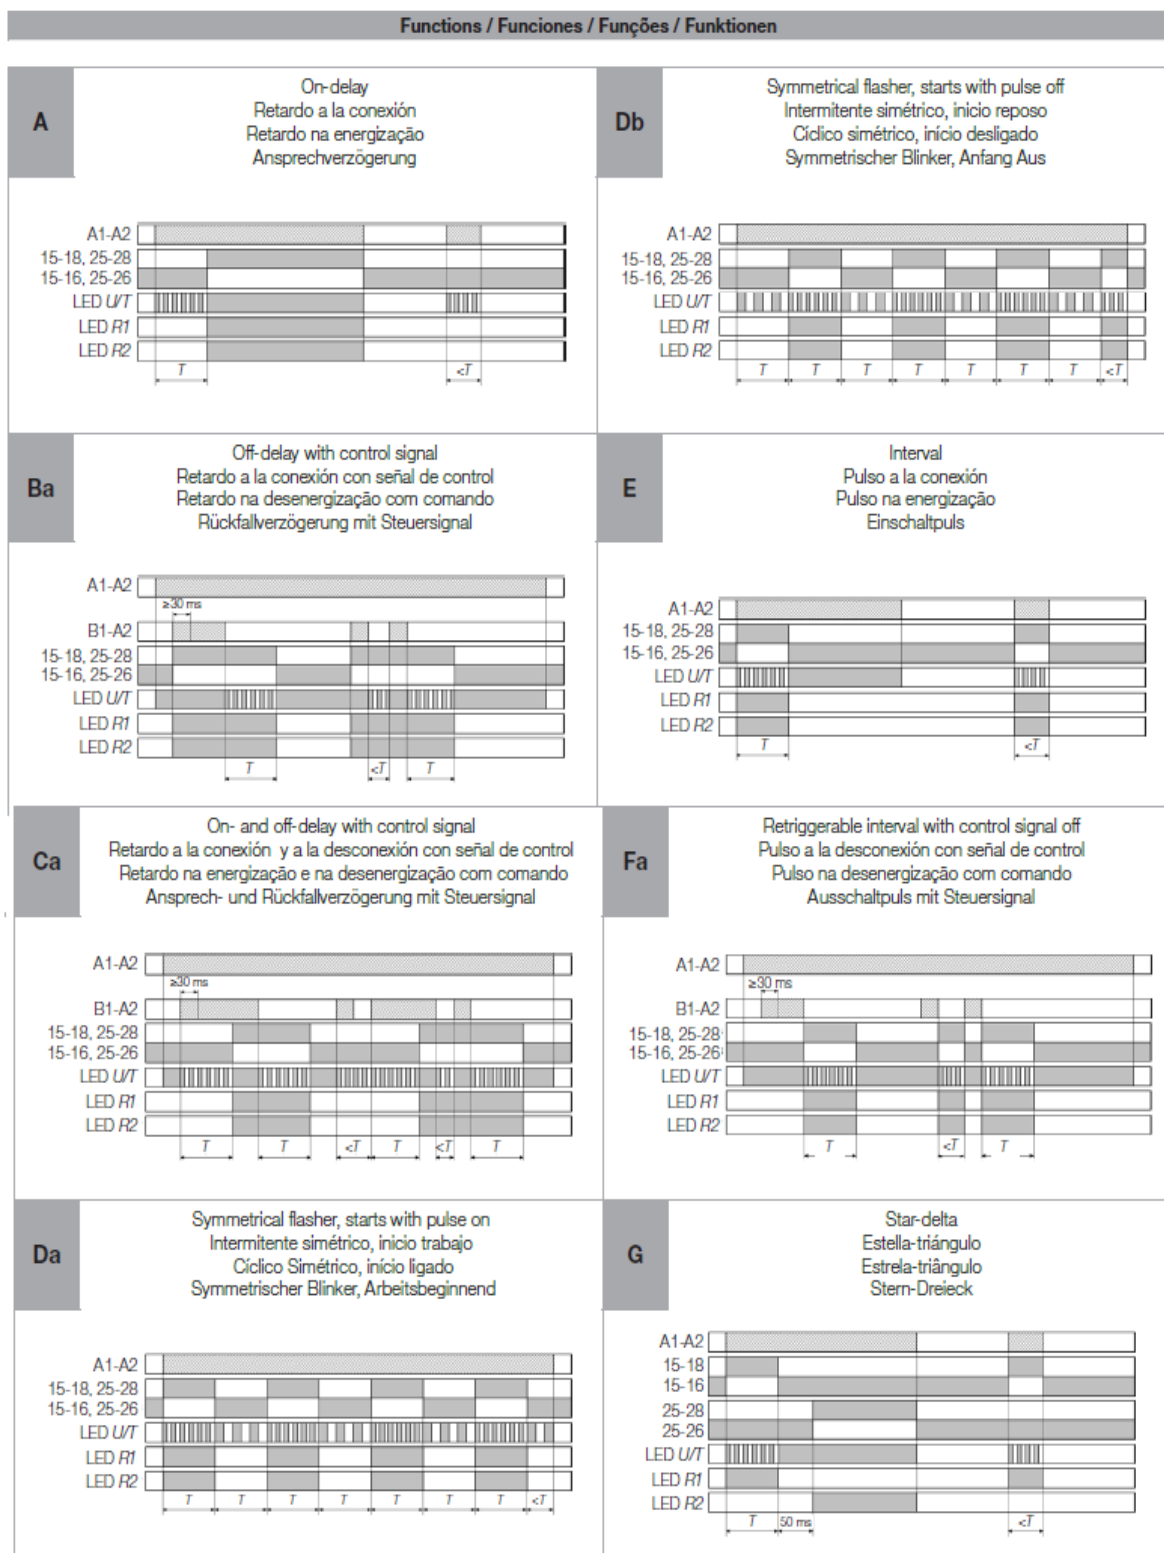 Functions / Funciones / Funções / Funktionen
A
On-delay
Retardo a la conexión
Retardo na energização
Ansprechverzögerung
A1-A2
15-18, 25-28
15-16, 25-26
LED U/T
LED R1
LED R2
T
<T
Db
Symmetrical flasher, starts with pulse off
Intermitente simétrico, inicio reposo
Cíclico simétrico, início desligado
Symmetrischer Blinker, Anfang Aus
A1-A2
15-18, 25-28
15-16, 25-26
LED U/T
LED R1
LED R2
T T T T T T T <T
Ba
Off-delay with control signal
Retardo a la conexión con señal de control
Retardo na desenergização com comando
Rückfallverzögerung mit Steuersignal
A1-A2
≥30 ms
B1-A2
15-18, 25-28
15-16, 25-26
LED U/T
LED R1
LED R2
T <T T
E
Interval
Pulso a la conexión
Pulso na energização
Einschaltpuls
A1-A2
15-18, 25-28
15-16, 25-26
LED U/T
LED R1
LED R2
T <T
Ca
On- and off-delay with control signal
Retardo a la conexión y a la desconexión con señal de control
Retardo na energização e na desenergização com comando
Ansprech- und Rückfallverzögerung mit Steuersignal
A1-A2
≥30 ms
B1-A2
15-18, 25-28
15-16, 25-26
LED U/T
LED R1
LED R2
T T <T T <T T
Fa
Retriggerable interval with control signal off
Pulso a la desconexión con señal de control
Pulso na desenergização com comando
Ausschaltpuls mit Steuersignal
A1-A2
≥30 ms
B1-A2
15-18, 25-28
15-16, 25-26
LED U/T
LED R1
LED R2
T <T T
Da
Symmetrical flasher, starts with pulse on
Intermitente simétrico, inicio trabajo
Cíclico Simétrico, início ligado
Symmetrischer Blinker, Arbeitsbeginnend
A1-A2
15-18, 25-28
15-16, 25-26
LED U/T
LED R1
LED R2
T T T T T T T <T
G
Star-delta
Estella-triángulo
Estrela-triângulo
Stern-Dreieck
A1-A2
15-18
15-16
25-28
25-26
LED U/T
LED R1
LED R2
T 50 ms <T